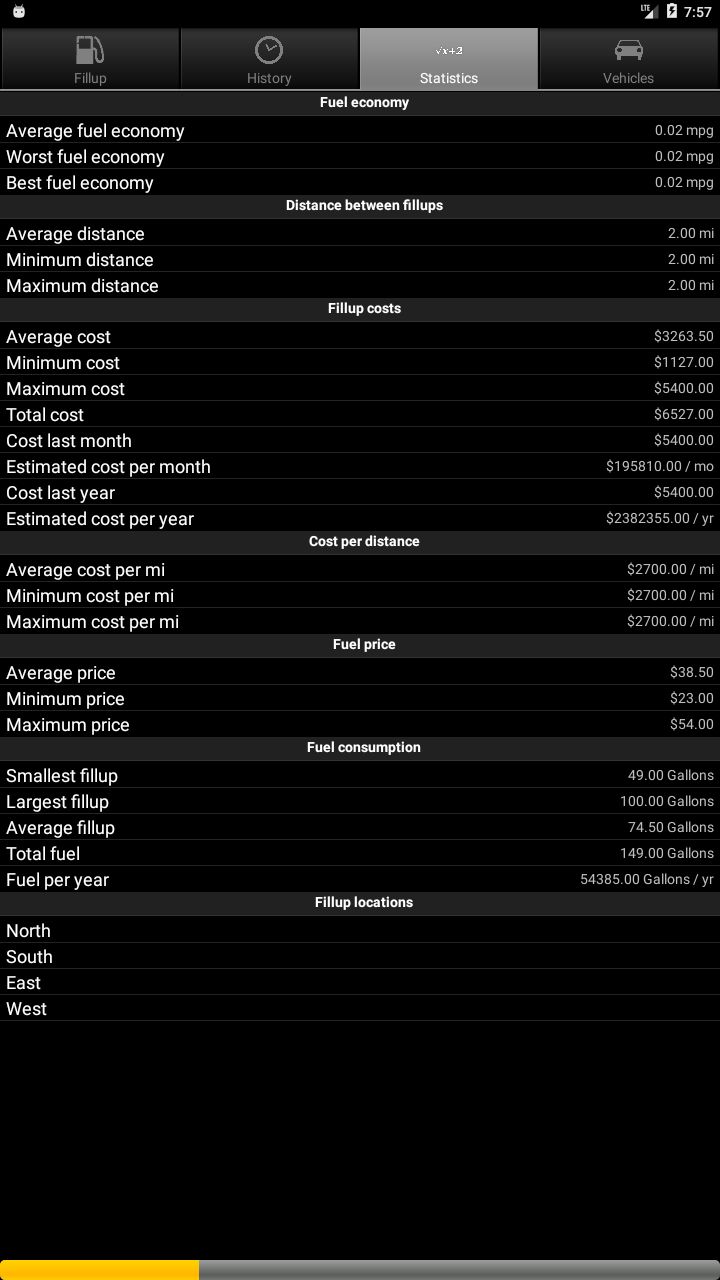 LTE 7:57
√x+2
Fillup History Statistics Vehicles
Fuel economy
Average fuel economy 0.02 mpg
Worst fuel economy 0.02 mpg
Best fuel economy 0.02 mpg
Distance between fillups
Average distance 2.00 mi
Minimum distance 2.00 mi
Maximum distance 2.00 mi
Fillup costs
Average cost $3263.50
Minimum cost $1127.00
Maximum cost $5400.00
Total cost $6527.00
Cost last month $5400.00
Estimated cost per month $195810.00 / mo
Cost last year $5400.00
Estimated cost per year $2382355.00 / yr
Cost per distance
Average cost per mi $2700.00 / mi
Minimum cost per mi $2700.00 / mi
Maximum cost per mi $2700.00 / mi
Fuel price
Average price $38.50
Minimum price $23.00
Maximum price $54.00
Fuel consumption
Smallest fillup 49.00 Gallons
Largest fillup 100.00 Gallons
Average fillup 74.50 Gallons
Total fuel 149.00 Gallons
Fuel per year 54385.00 Gallons / yr
Fillup locations
North
South
East
West